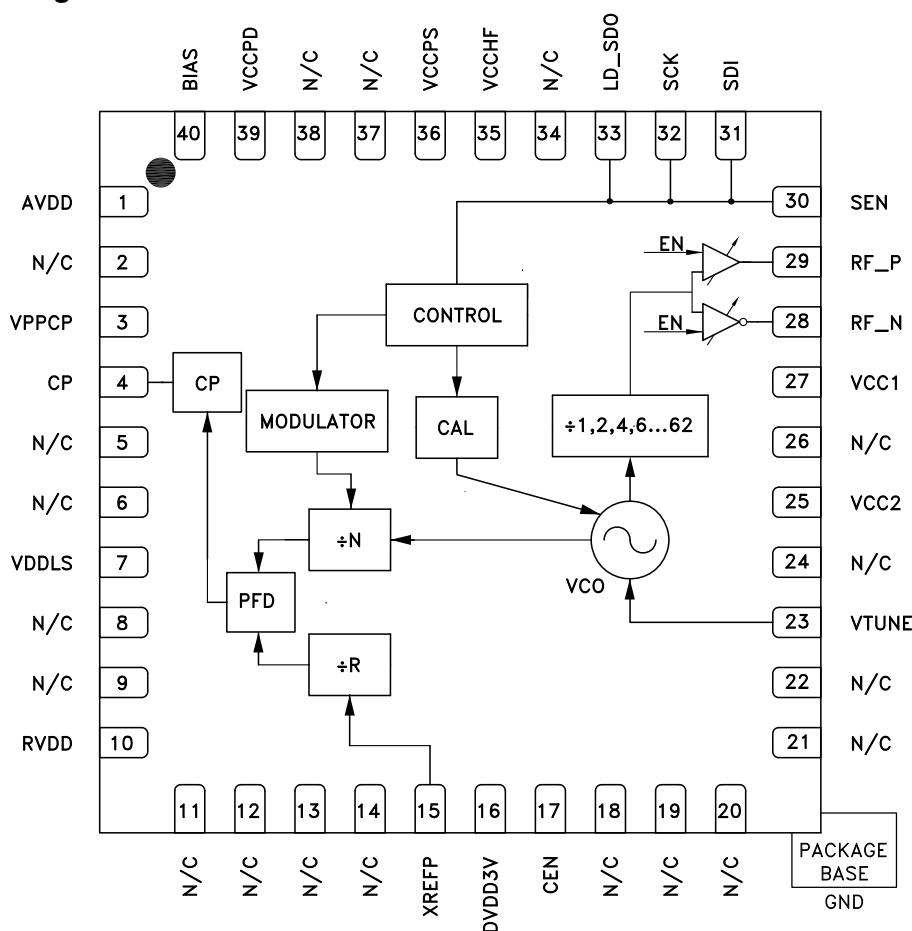 BIAS
VCCPD
N/C
N/C
VCCPS
VCCHF
N/C
LD_SDO
SCK
SDI
40
39
38
37
36
35
34
33
32
31
AVDD
1
N/C
2
VPPCP
3
CP
4
N/C
5
N/C
6
VDDLS
7
N/C
8
N/C
9
RVDD
10
30
SEN
29
RF_P
28
RF_N
27
VCC1
26
N/C
25
VCC2
24
N/C
23
VTUNE
22
N/C
21
N/C
EN
EN
CONTROL
CP
MODULATOR
CAL
÷1,2,4,6...62
÷N
VCO
PFD
÷R
11
12
13
14
15
16
17
18
19
20
N/C
N/C
N/C
N/C
XREFP
DVDD3V
CEN
N/C
N/C
N/C
PACKAGE
BASE
GND